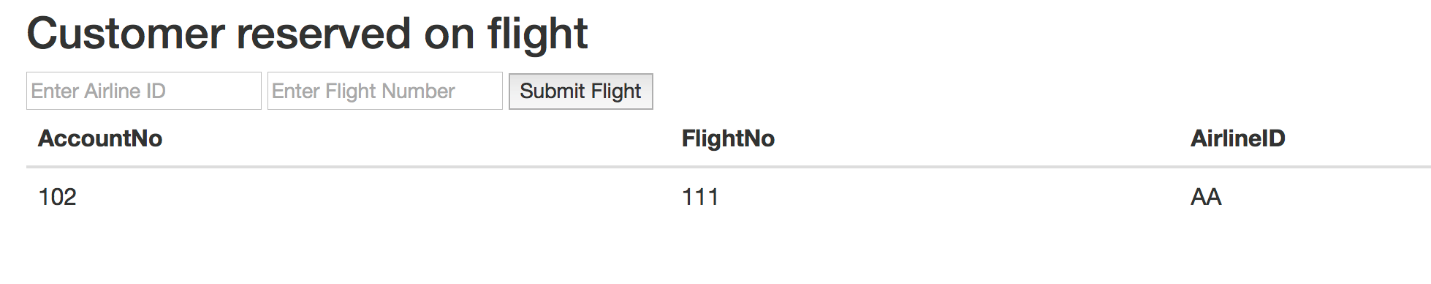 Customer reserved on flight
Enter Airline ID Enter Flight Number Submit Flight
AccountNo FlightNo AirlineID
102 111 AA